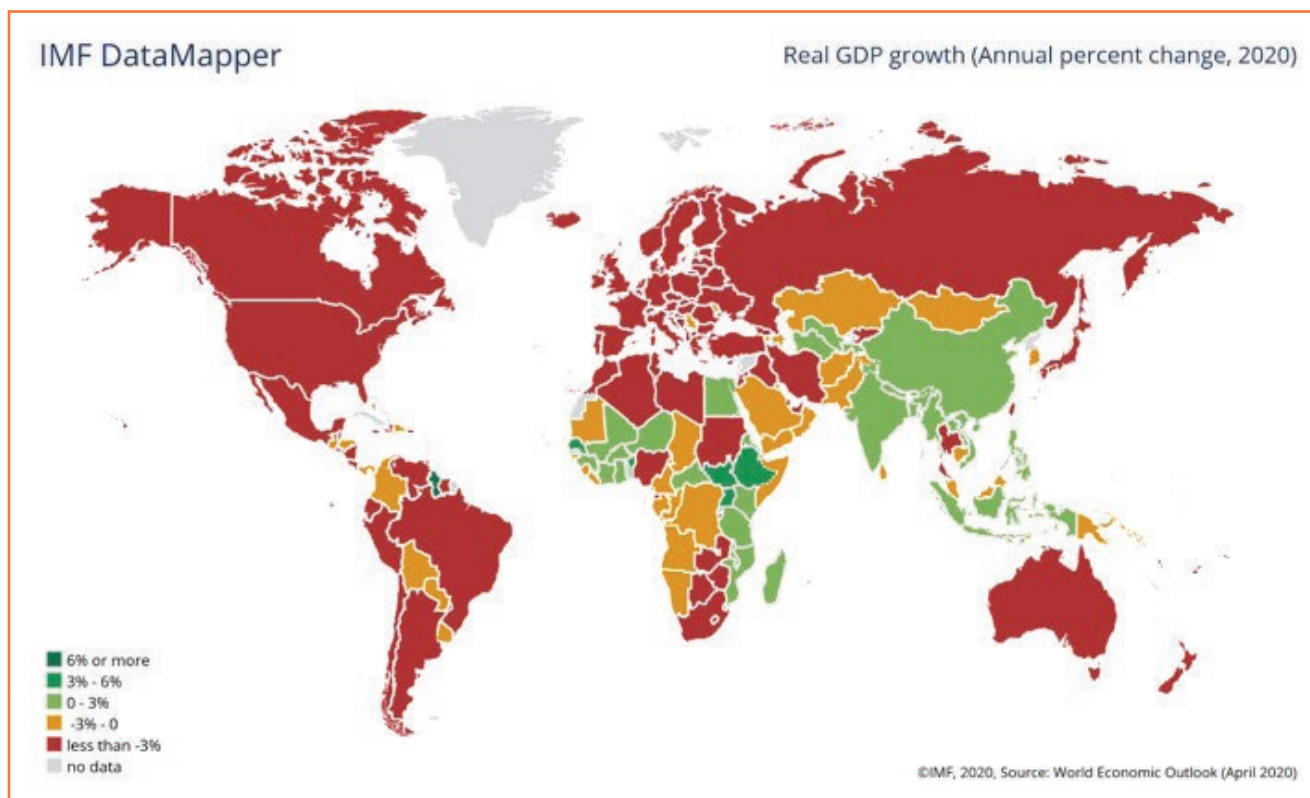 IMF DataMapper
Real GDP growth (Annual percent change, 2020)
6% or more
3% - 6%
0 - 3%
-3% - 0
less than -3%
no data
©IMF, 2020, Source: World Economic Outlook (April 2020)